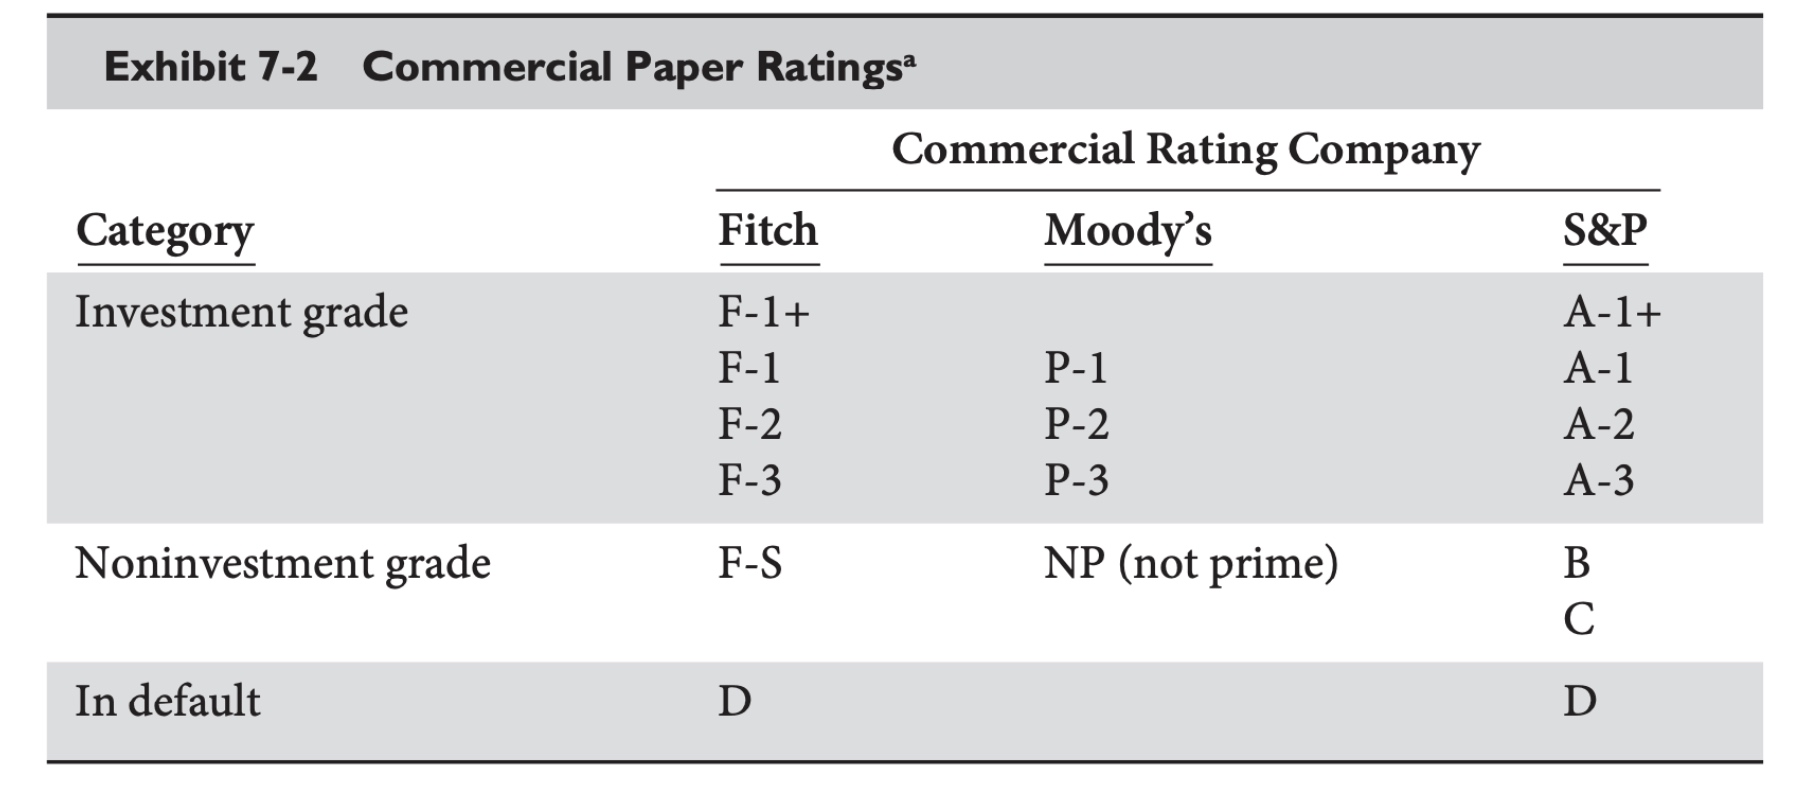 Exhibit 7-2 Commercial Paper Ratingsᵃ
Commercial Rating Company
Category Fitch Moody’s S&P
Investment grade F-1+ A-1+
F-1 P-1 A-1
F-2 P-2 A-2
F-3 P-3 A-3
Noninvestment grade F-S NP (not prime) B
C
In default D D